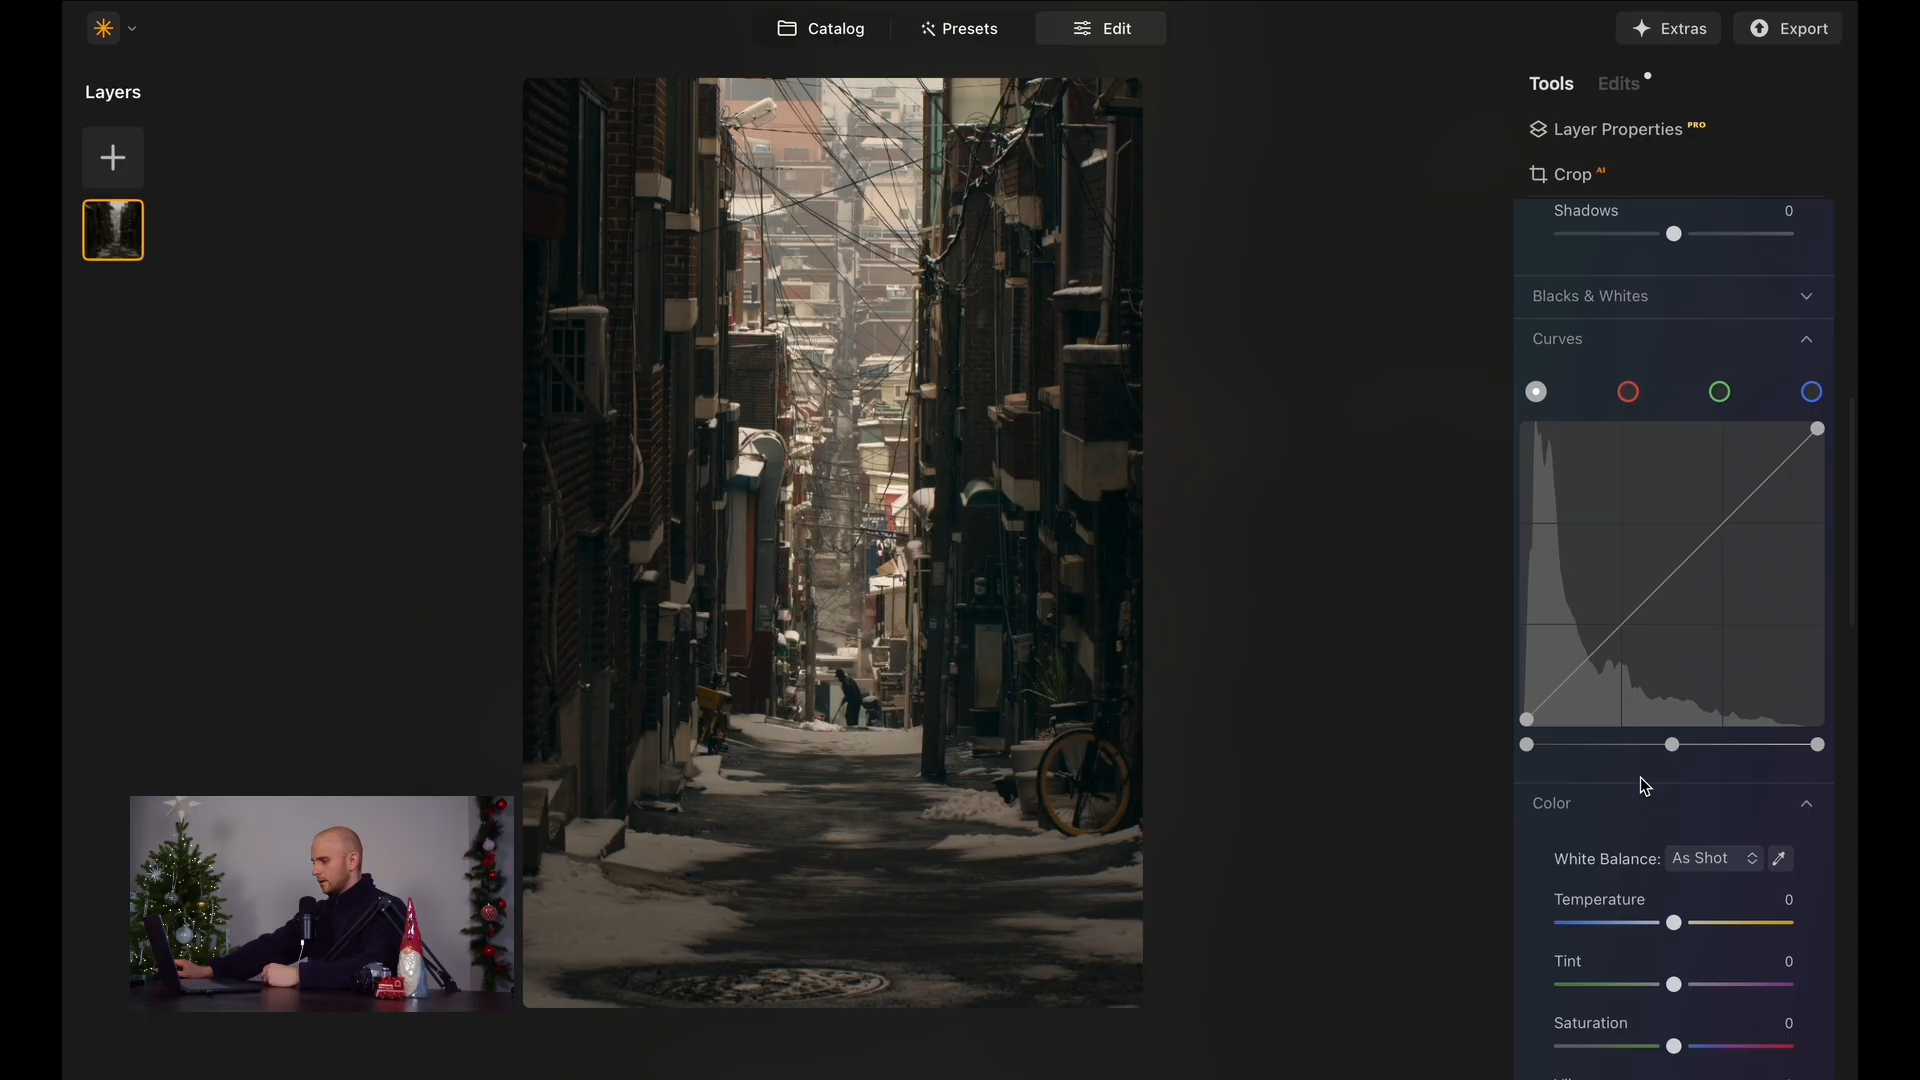 Catalog
Presets
Edit
Extras
Export
Layers
Tools
Edits
Layer Properties PRO
Crop AI
Shadows 0
Blacks & Whites
Curves
Color
White Balance: As Shot
Temperature 0
Tint 0
Saturation 0